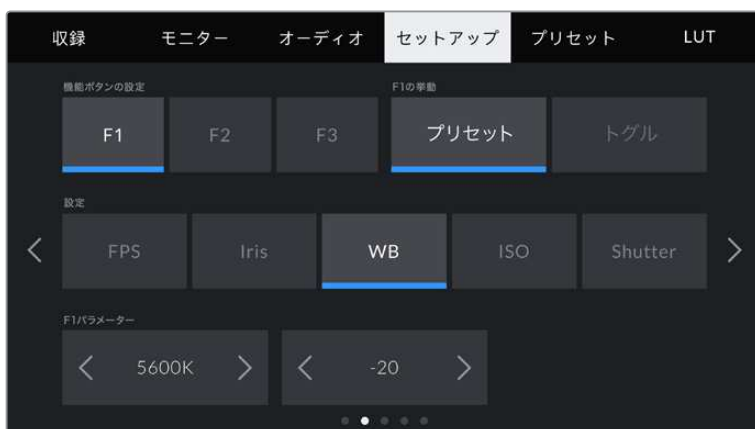 収録 モニター オーディオ セットアップ プリセット LUT
機能ボタンの設定 F1の挙動
F1 F2 F3 プリセット トグル
設定
FPS Iris WB ISO Shutter
F1パラメーター
5600K -20